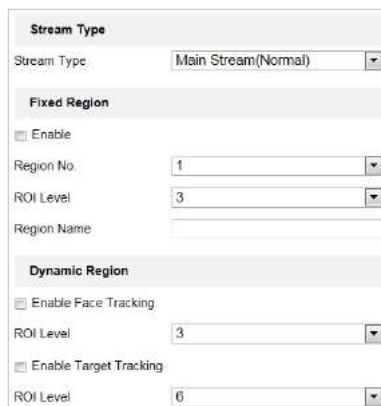 Stream Type
Stream Type Main Stream(Normal)
Fixed Region
Enable
Region No. 1
ROI Level 3
Region Name
Dynamic Region
Enable Face Tracking
ROI Level 3
Enable Target Tracking
ROI Level 6